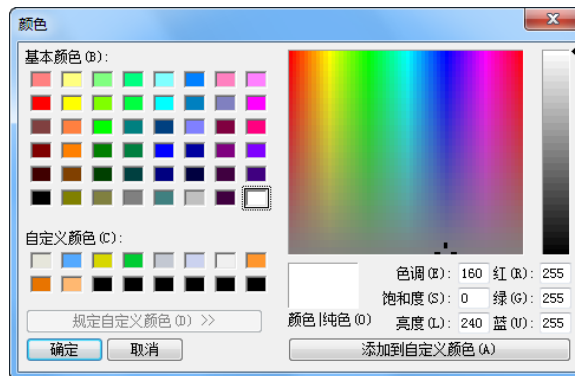 颜色
基本颜色(B):
自定义颜色(C):
规定自定义颜色(D) >>
确定
取消
颜色|纯色(O)
色调(E): 160
饱和度(S): 0
亮度(L): 240
红(R): 255
绿(G): 255
蓝(U): 255
添加到自定义颜色(A)